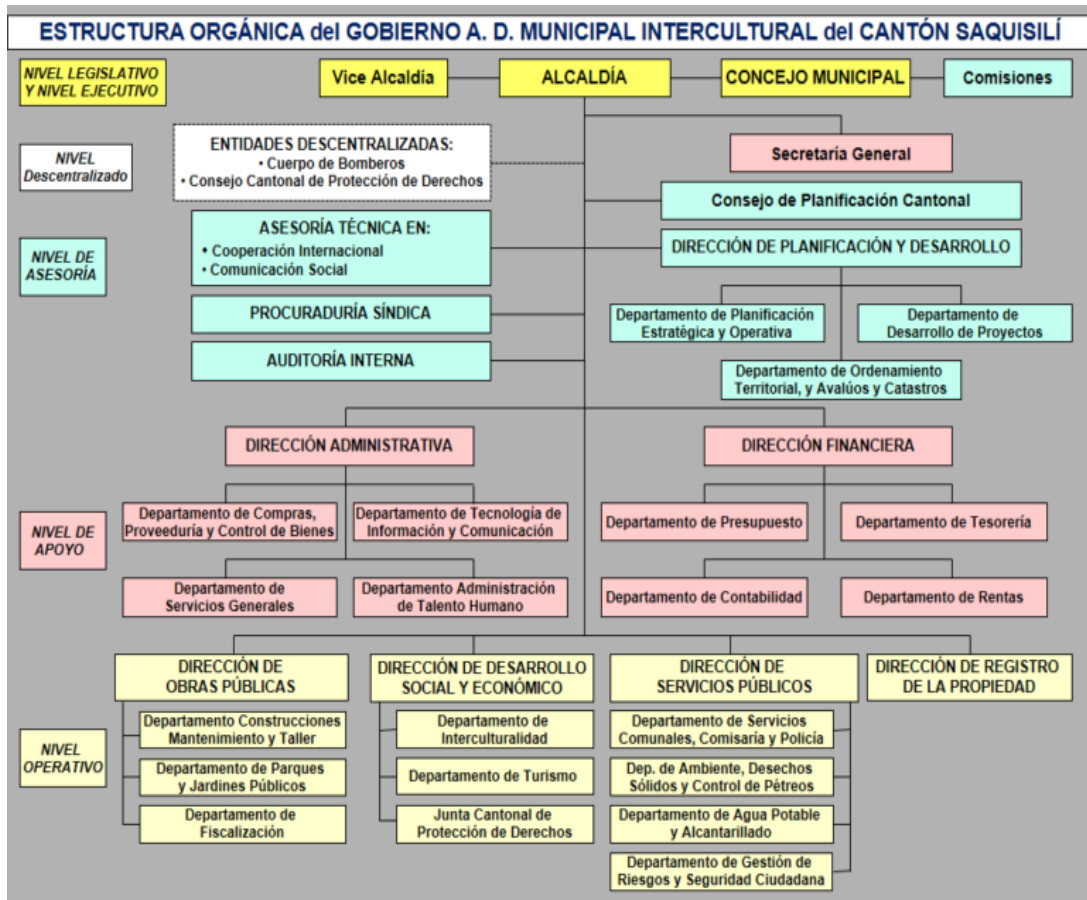 ESTRUCTURA ORGÁNICA del GOBIERNO A. D. MUNICIPAL INTERCULTURAL del CANTÓN SAQUISILÍ
NIVEL LEGISLATIVO
Y NIVEL EJECUTIVO
Vice Alcaldía
ALCALDÍA
CONCEJO MUNICIPAL
Comisiones
NIVEL
Descentralizado
ENTIDADES DESCENTRALIZADAS:
• Cuerpo de Bomberos
• Consejo Cantonal de Protección de Derechos
Secretaría General
Consejo de Planificación Cantonal
NIVEL DE
ASESORÍA
ASESORÍA TÉCNICA EN:
• Cooperación Internacional
• Comunicación Social
DIRECCIÓN DE PLANIFICACIÓN Y DESARROLLO
PROCURADURÍA SÍNDICA
Departamento de Planificación
Estratégica y Operativa
Departamento de
Desarrollo de Proyectos
AUDITORÍA INTERNA
Departamento de Ordenamiento
Territorial, y Avalúos y Catastros
DIRECCIÓN ADMINISTRATIVA
DIRECCIÓN FINANCIERA
NIVEL DE
APOYO
Departamento de Compras,
Proveeduría y Control de Bienes
Departamento de Tecnología de
Información y Comunicación
Departamento de Presupuesto
Departamento de Tesorería
Departamento de
Servicios Generales
Departamento Administración
de Talento Humano
Departamento de Contabilidad
Departamento de Rentas
DIRECCIÓN DE
OBRAS PÚBLICAS
DIRECCIÓN DE DESARROLLO
SOCIAL Y ECONÓMICO
DIRECCIÓN DE
SERVICIOS PÚBLICOS
DIRECCIÓN DE REGISTRO
DE LA PROPIEDAD
NIVEL
OPERATIVO
Departamento Construcciones
Mantenimiento y Taller
Departamento de
Interculturalidad
Departamento de Servicios
Comunales, Comisaría y Policía
Departamento de Parques
y Jardines Públicos
Departamento de Turismo
Dep. de Ambiente, Desechos
Sólidos y Control de Pétreos
Departamento de
Fiscalización
Junta Cantonal de
Protección de Derechos
Departamento de Agua Potable
y Alcantarillado
Departamento de Gestión de
Riesgos y Seguridad Ciudadana